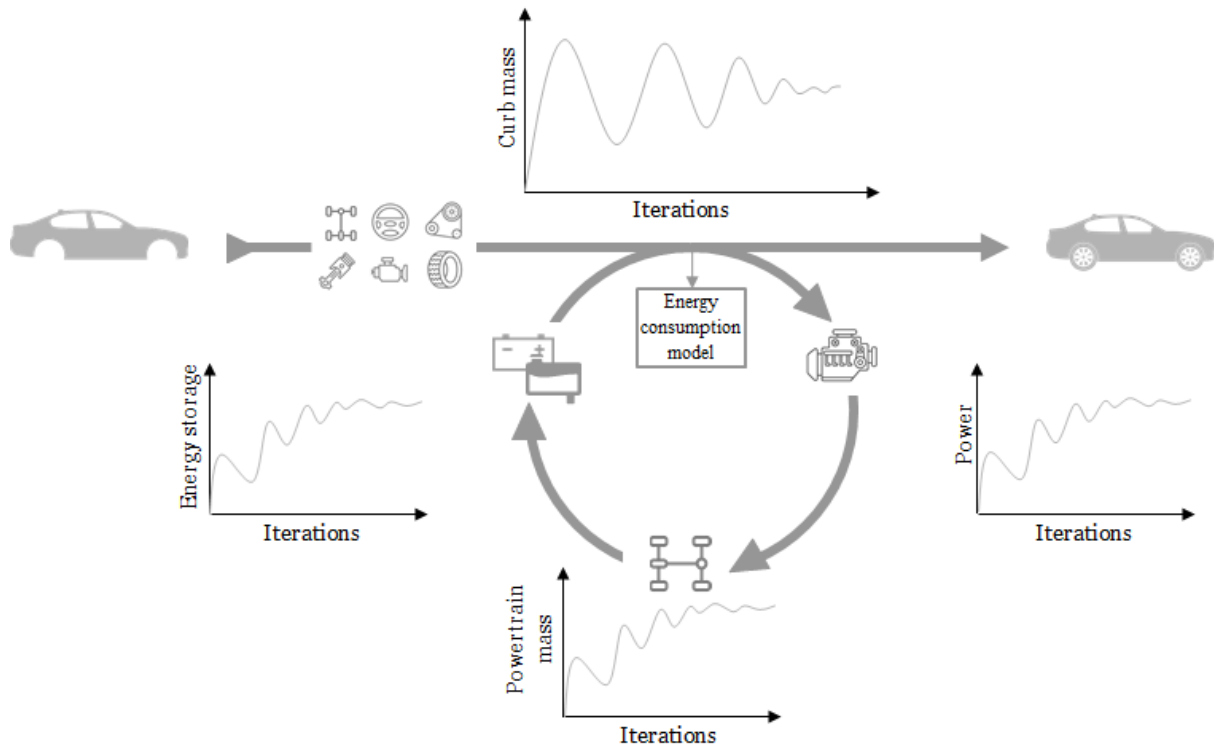 Curb mass
Iterations
Energy
consumption
model
Energy storage
Iterations
Power
Iterations
Powertrain
mass
Iterations